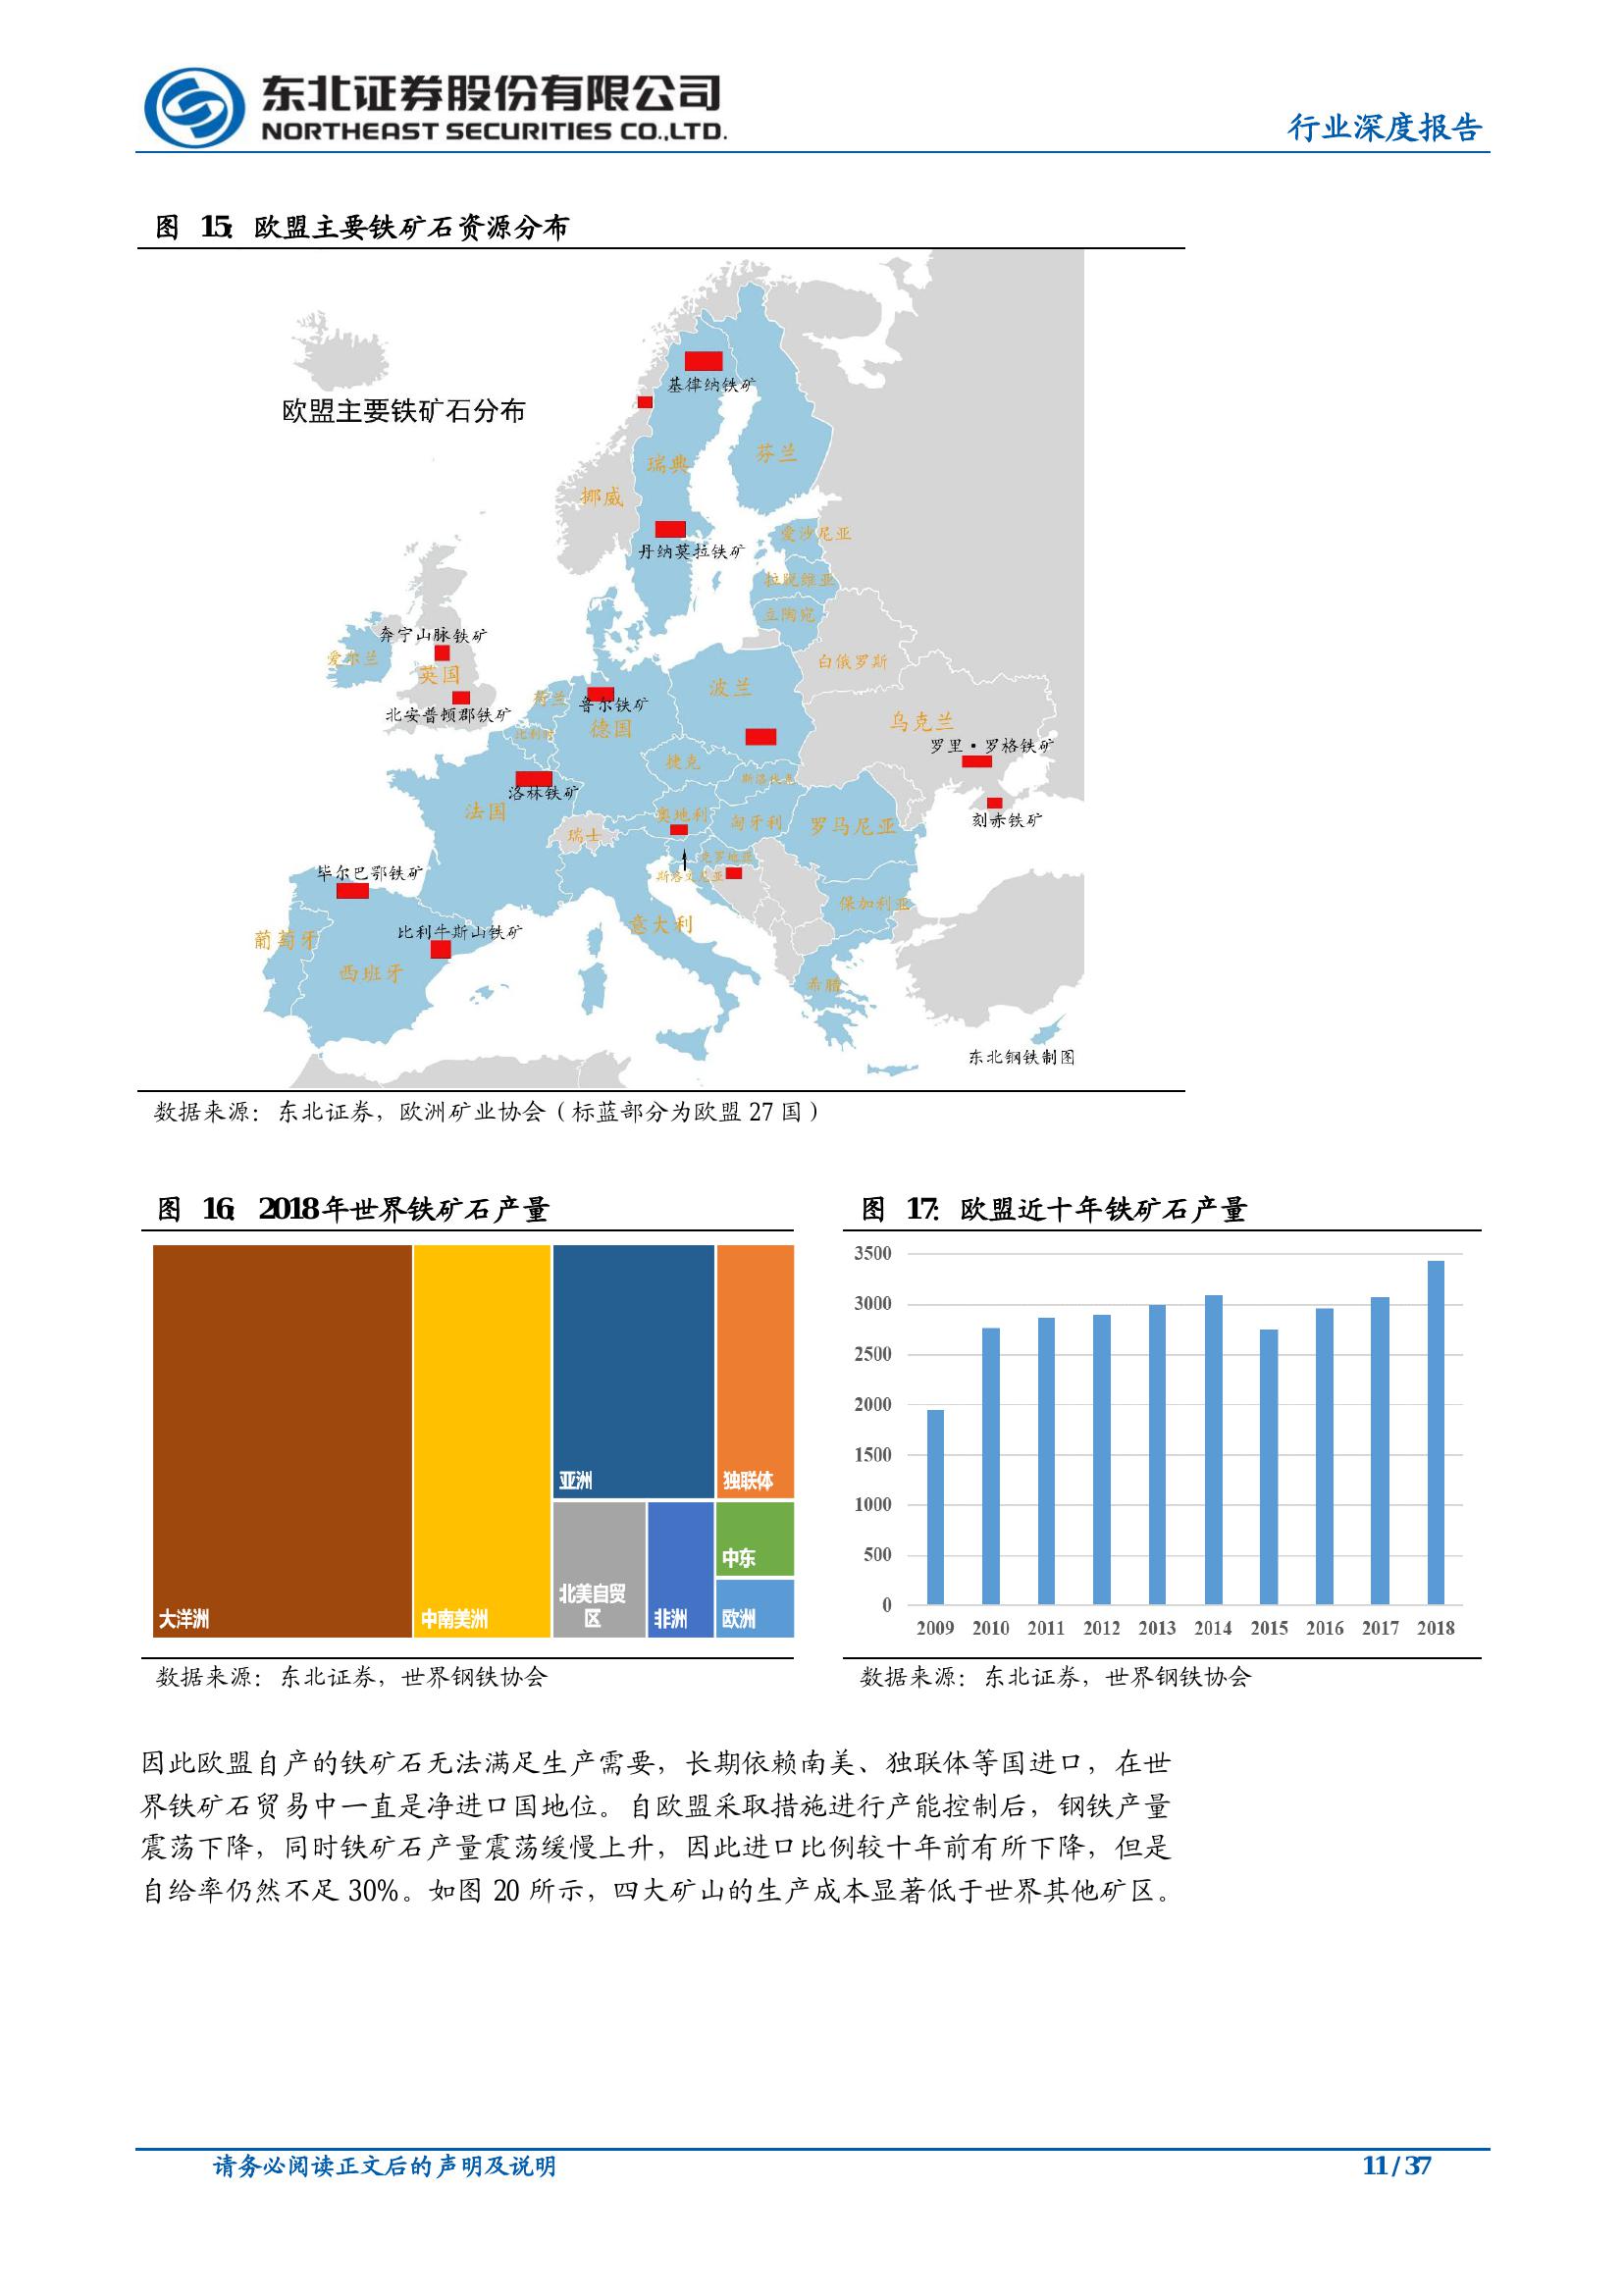 东北证券股份有限公司
NORTHEAST SECURITIES CO.,LTD.
行业深度报告
图 15: 欧盟主要铁矿石资源分布
基律纳铁矿
欧盟主要铁矿石分布
芬兰
瑞典
挪威
爱沙尼亚
丹纳莫拉铁矿
拉脱维亚
立陶宛
奔宁山脉铁矿
爱尔兰
白俄罗斯
英国
波兰
荷兰
鲁尔铁矿
北安普顿郡铁矿
乌克兰
德国
比利时
罗里·罗格铁矿
捷克
斯洛伐克
洛林铁矿
法国
奥地利
匈牙利
罗马尼亚
刻赤铁矿
瑞士
克罗地亚
毕尔巴鄂铁矿
斯洛文尼亚
保加利亚
意大利
比利牛斯山铁矿
葡萄牙
西班牙
希腊
东北钢铁制图
数据来源：东北证券，欧洲矿业协会（标蓝部分为欧盟 27 国）
图 16: 2018年世界铁矿石产量
大洋洲
中南美洲
亚洲
独联体
北美自贸
区
非洲
中东
欧洲
数据来源：东北证券，世界钢铁协会
图 17: 欧盟近十年铁矿石产量
3500
3000
2500
2000
1500
1000
500
0
2009 2010 2011 2012 2013 2014 2015 2016 2017 2018
数据来源：东北证券，世界钢铁协会
因此欧盟自产的铁矿石无法满足生产需要，长期依赖南美、独联体等国进口，在世
界铁矿石贸易中一直是净进口国地位。自欧盟采取措施进行产能控制后，钢铁产量
震荡下降，同时铁矿石产量震荡缓慢上升，因此进口比例较十年前有所下降，但是
自给率仍然不足 30%。如图 20 所示，四大矿山的生产成本显著低于世界其他矿区。
请务必阅读正文后的声明及说明
11 / 37